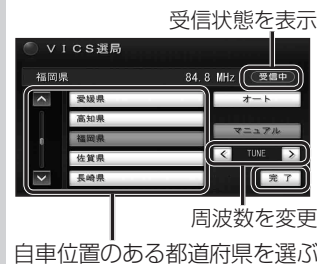 受信状態を表示
VICS選局
福岡県 84.8 MHz 受信中
愛媛県 オート
高知県
福岡県 マニュアル
佐賀県 < TUNE >
長崎県 完了
周波数を変更
自車位置のある都道府県を選ぶ